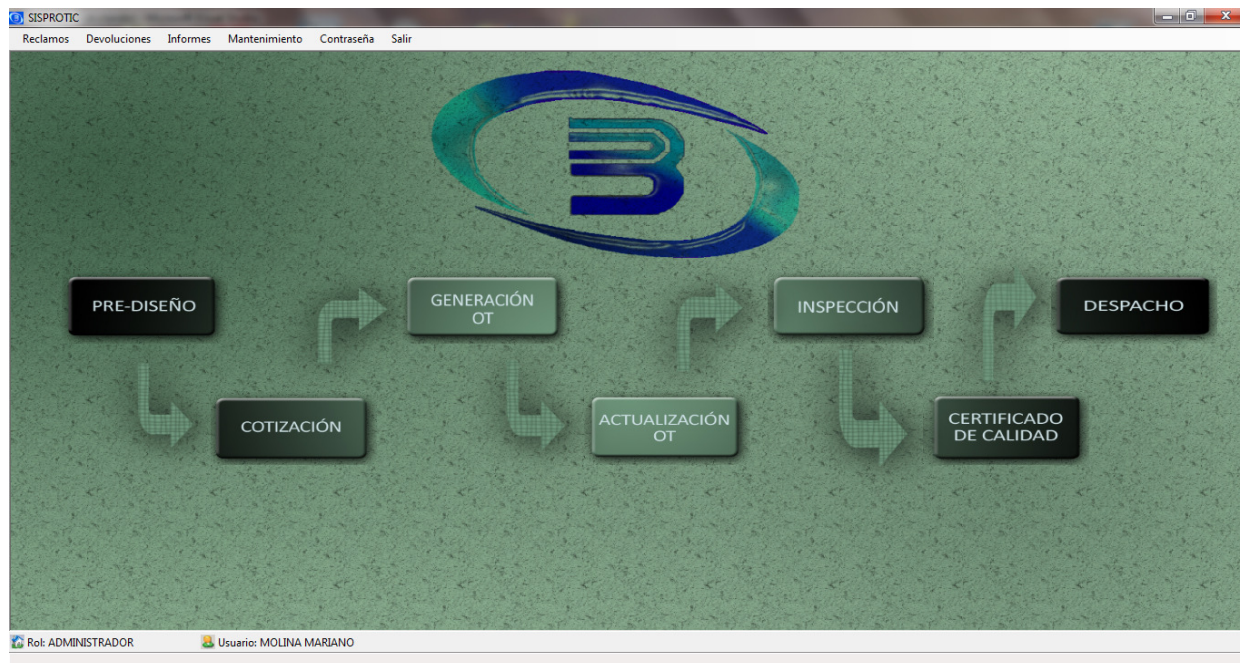 SISPROTIC
Reclamos Devoluciones Informes Mantenimiento Contraseña Salir
PRE-DISEÑO
COTIZACIÓN
GENERACIÓN
OT
ACTUALIZACIÓN
OT
INSPECCIÓN
CERTIFICADO
DE CALIDAD
DESPACHO
Rol: ADMINISTRADOR Usuario: MOLINA MARIANO